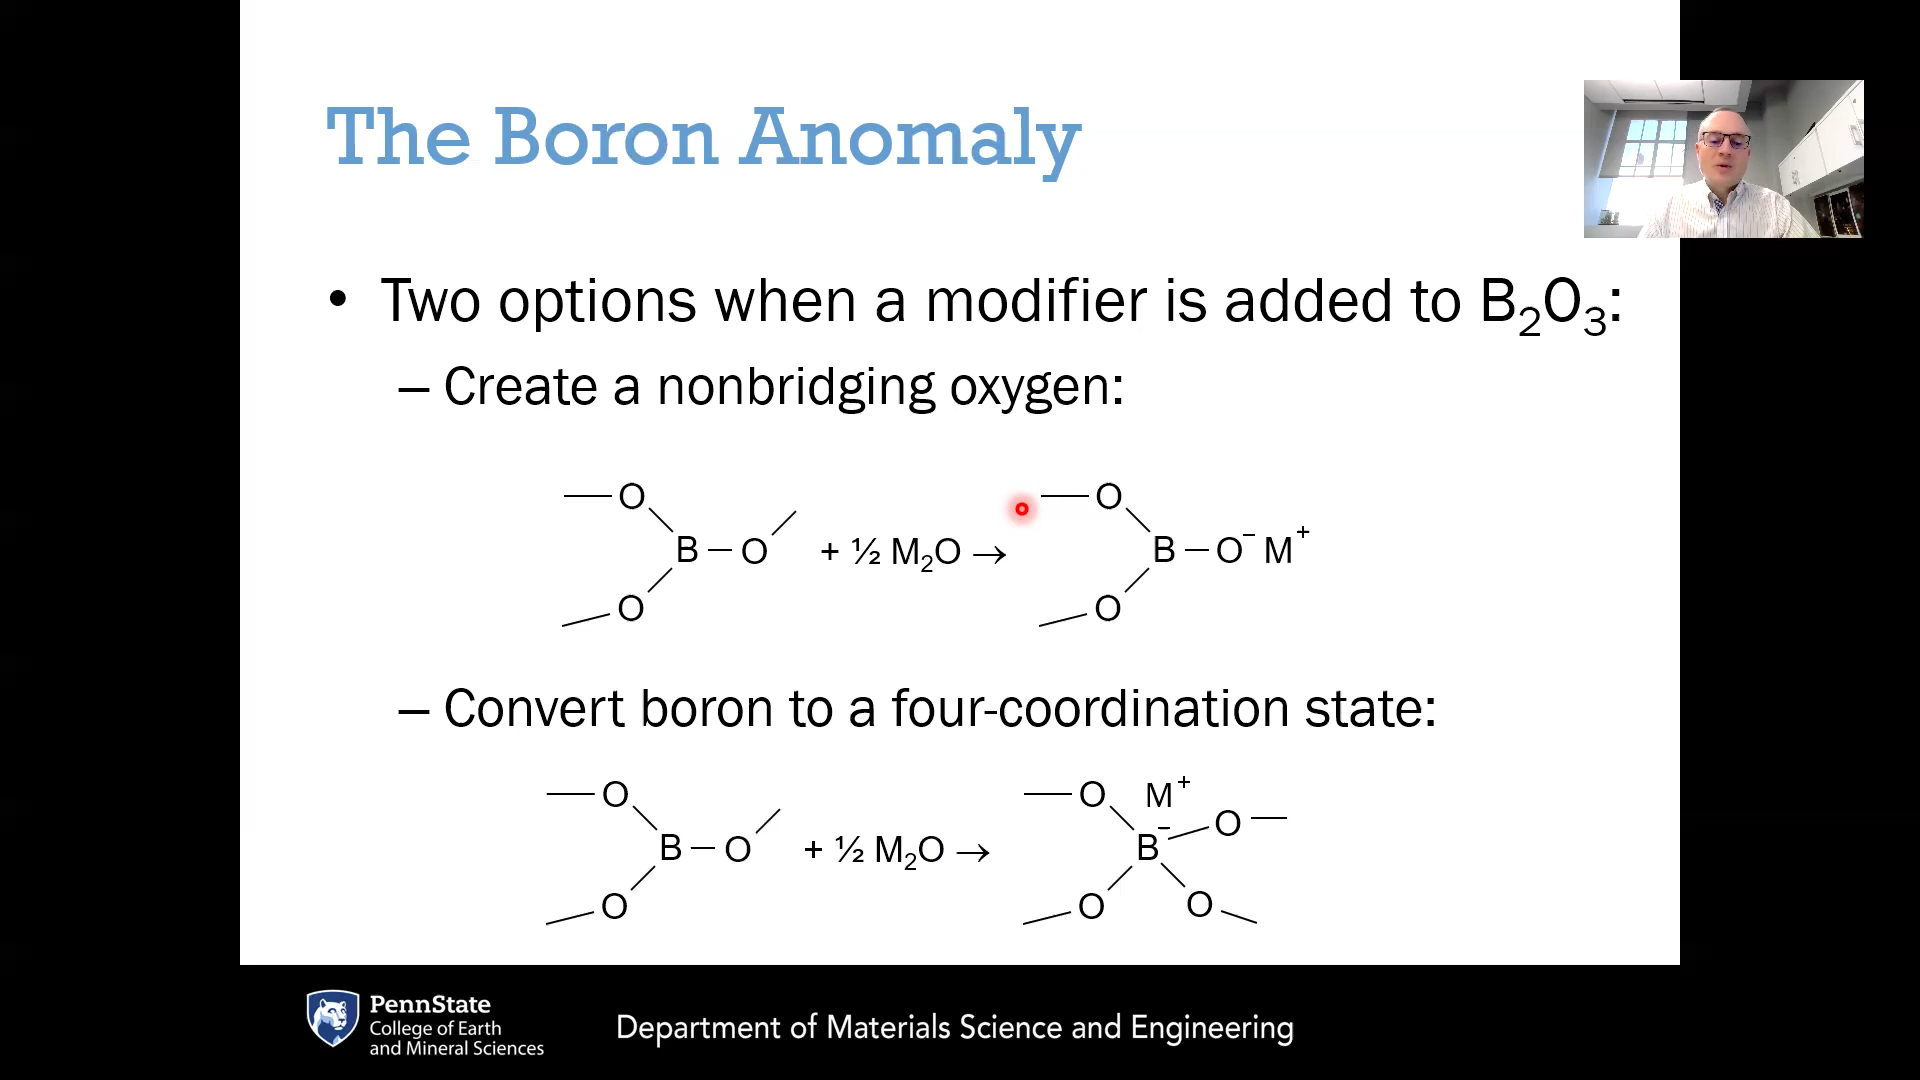 The Boron Anomaly
• Two options when a modifier is added to B₂O₃:
– Create a nonbridging oxygen:
O O
B – O + ½ M₂O → B – O⁻ M⁺
O O
– Convert boron to a four-coordination state:
O O M⁺
B – O + ½ M₂O → B⁻ O
O O O
PennState
College of Earth
and Mineral Sciences
Department of Materials Science and Engineering